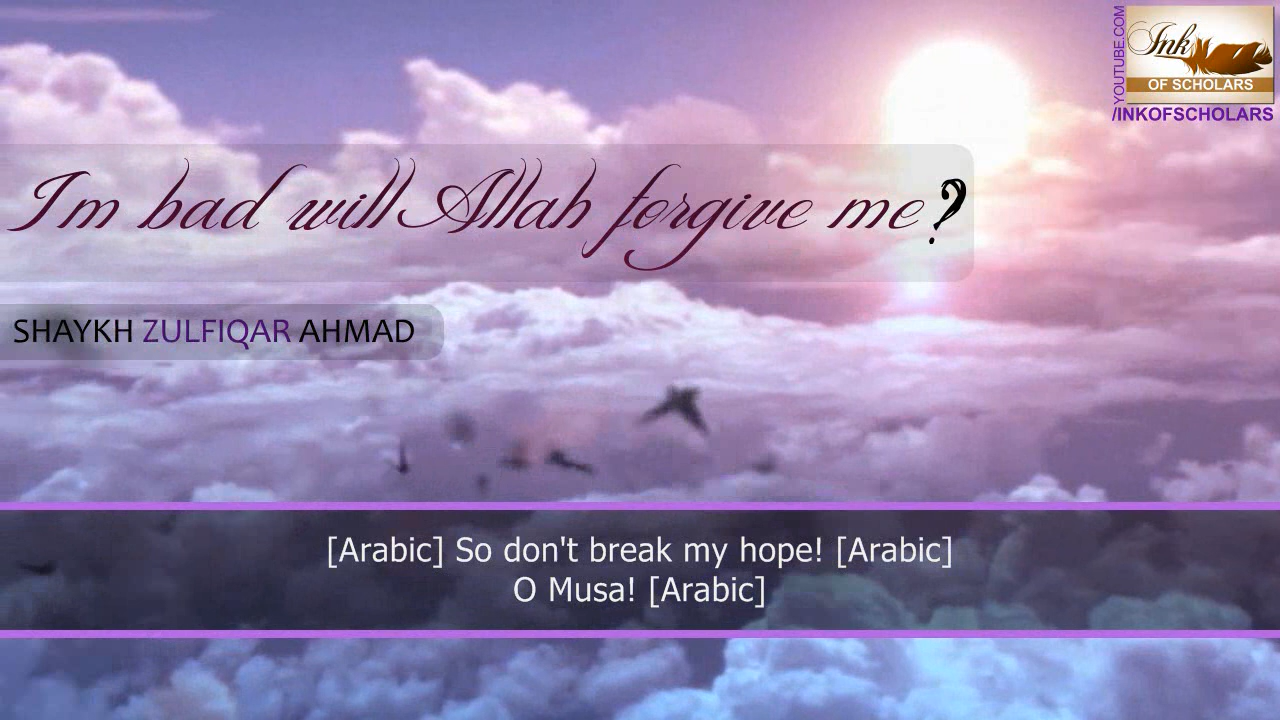 YOUTUBE.COM
Ink
OF SCHOLARS
/INKOFSCHOLARS
Im bad will Allah forgive me?
SHAYKH ZULFIQAR AHMAD
[Arabic] So don't break my hope! [Arabic]
O Musa! [Arabic]